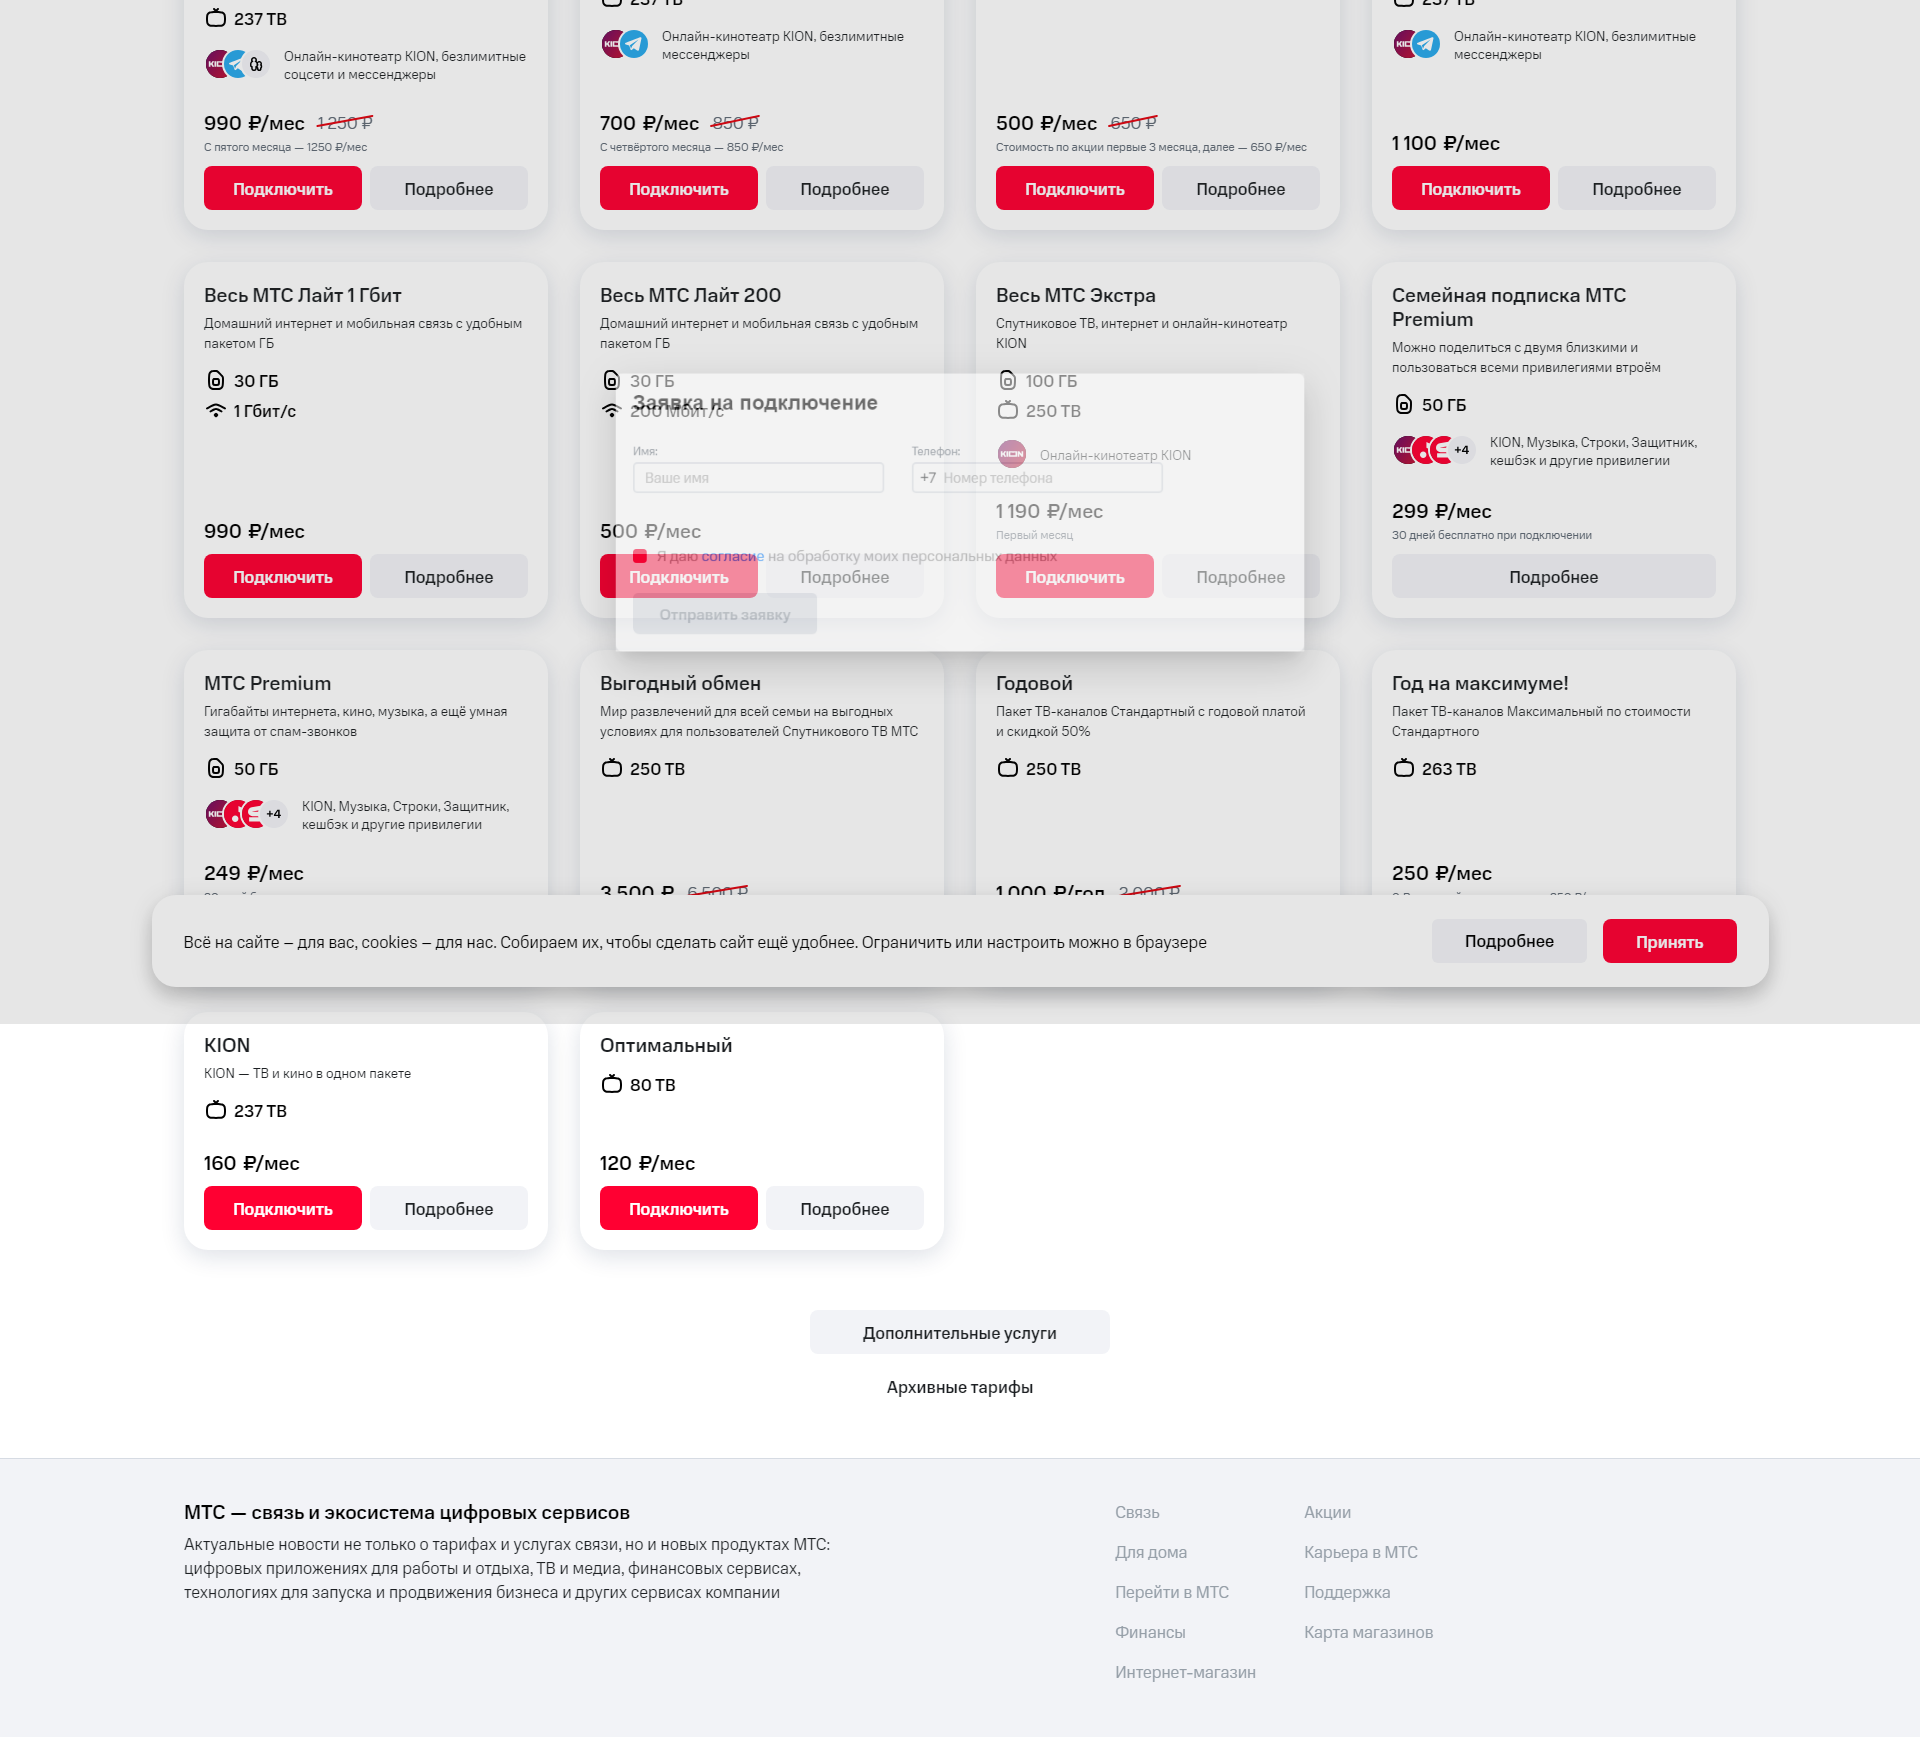 237 ТВ
Онлайн-кинотеатр KION, безлимитные
соцсети и мессенджеры
990 ₽/мес 1 250 ₽
С пятого месяца — 1250 ₽/мес
Подключить Подробнее
237 ТВ
Онлайн-кинотеатр KION, безлимитные
мессенджеры
700 ₽/мес 850 ₽
С четвёртого месяца — 850 ₽/мес
Подключить Подробнее
500 ₽/мес 650 ₽
Стоимость по акции первые 3 месяца, далее — 650 ₽/мес
Подключить Подробнее
237 ТВ
Онлайн-кинотеатр KION, безлимитные
мессенджеры
1 100 ₽/мес
Подключить Подробнее
Весь МТС Лайт 1 Гбит
Домашний интернет и мобильная связь с удобным
пакетом ГБ
30 ГБ
1 Гбит/с
990 ₽/мес
Подключить Подробнее
Весь МТС Лайт 200
Домашний интернет и мобильная связь с удобным
пакетом ГБ
30 ГБ
200 Мбит/с
500 ₽/мес
Подключить Подробнее
Весь МТС Экстра
Спутниковое ТВ, интернет и онлайн-кинотеатр
KION
100 ГБ
250 ТВ
KION Онлайн-кинотеатр KION
1 190 ₽/мес
Первый месяц
Подключить Подробнее
Семейная подписка МТС
Premium
Можно поделиться с двумя близкими и
пользоваться всеми привилегиями втроём
50 ГБ
+4 KION, Музыка, Строки, Защитник,
кешбэк и другие привилегии
299 ₽/мес
30 дней бесплатно при подключении
Подробнее
Заявка на подключение
Имя: Телефон:
Ваше имя +7 Номер телефона
Я даю согласие на обработку моих персональных данных
Отправить заявку
МТС Premium
Гигабайты интернета, кино, музыка, а ещё умная
защита от спам-звонков
50 ГБ
+4 KION, Музыка, Строки, Защитник,
кешбэк и другие привилегии
249 ₽/мес
Выгодный обмен
Мир развлечений для всей семьи на выгодных
условиях для пользователей Спутникового ТВ МТС
250 ТВ
3 500 ₽ 6 500 ₽
Годовой
Пакет ТВ-каналов Стандартный с годовой платой
и скидкой 50%
250 ТВ
1 000 ₽/год 2 000 ₽
Год на максимуме!
Пакет ТВ-каналов Максимальный по стоимости
Стандартного
263 ТВ
250 ₽/мес
Всё на сайте – для вас, cookies – для нас. Собираем их, чтобы сделать сайт ещё удобнее. Ограничить или настроить можно в браузере
Подробнее Принять
KION
KION — ТВ и кино в одном пакете
237 ТВ
160 ₽/мес
Подключить Подробнее
Оптимальный
80 ТВ
120 ₽/мес
Подключить Подробнее
Дополнительные услуги
Архивные тарифы
МТС — связь и экосистема цифровых сервисов
Актуальные новости не только о тарифах и услугах связи, но и новых продуктах МТС:
цифровых приложениях для работы и отдыха, ТВ и медиа, финансовых сервисах,
технологиях для запуска и продвижения бизнеса и других сервисах компании
Связь
Для дома
Перейти в МТС
Финансы
Интернет-магазин
Акции
Карьера в МТС
Поддержка
Карта магазинов